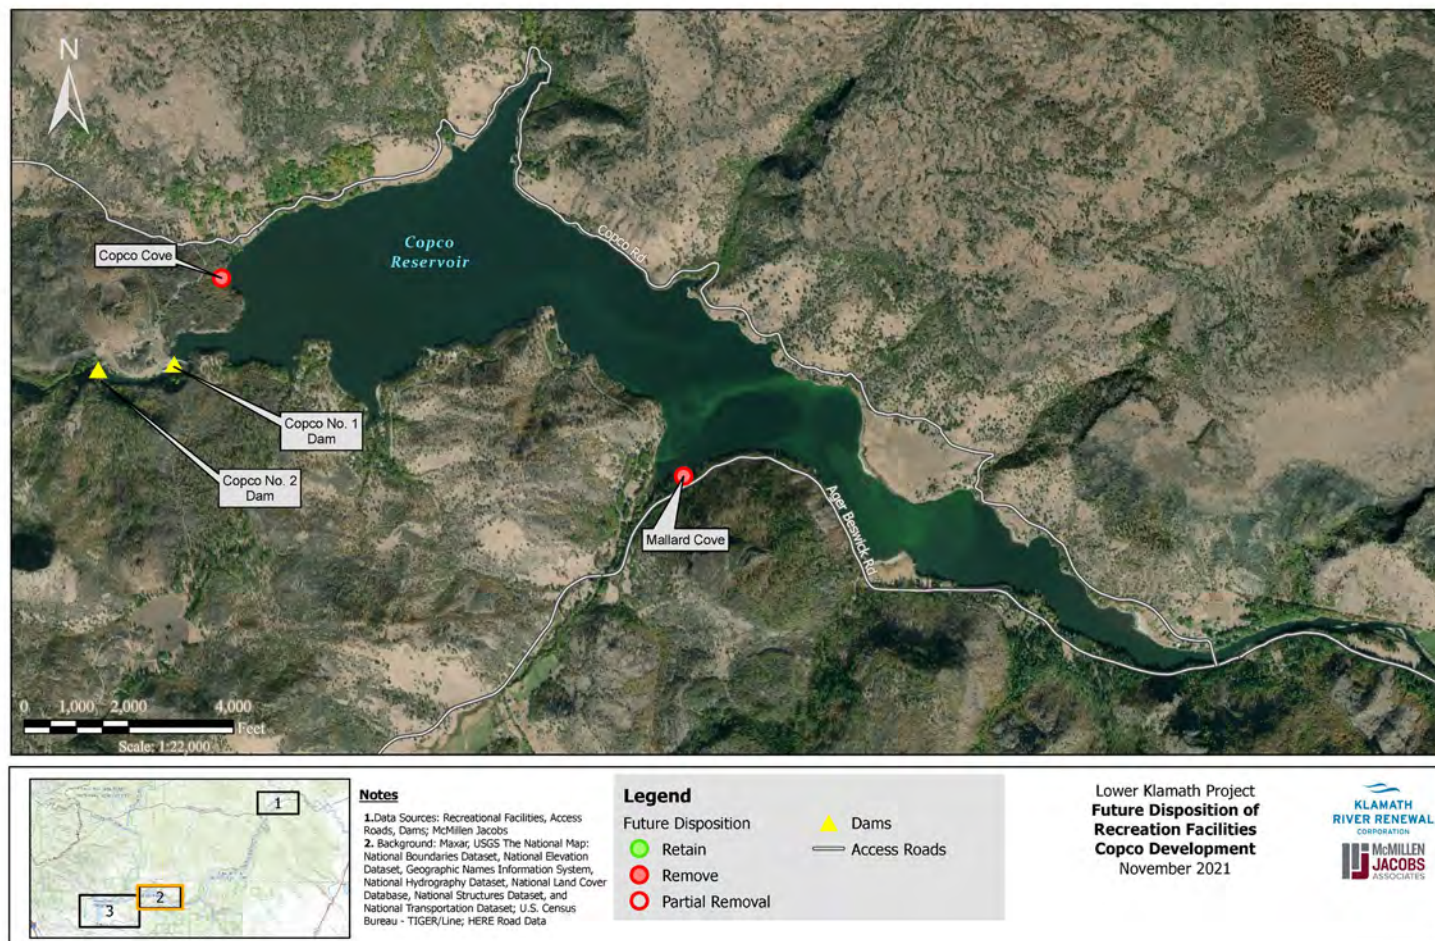 N
Copco
Reservoir
Copco Rd
Copco Cove
Copco No. 1
Dam
Copco No. 2
Dam
Mallard Cove
Ager Beswick Rd
0 1,000 2,000 4,000
Feet
Scale: 1:22,000
1
2
3
Notes
1.Data Sources: Recreational Facilities, Access
Roads, Dams; McMillen Jacobs
2. Background: Maxar, USGS The National Map:
National Boundaries Dataset, National Elevation
Dataset, Geographic Names Information System,
National Hydrography Dataset, National Land Cover
Database, National Structures Dataset, and
National Transportation Dataset; U.S. Census
Bureau - TIGER/Line; HERE Road Data
Legend
Future Disposition
Retain
Remove
Partial Removal
Dams
Access Roads
Lower Klamath Project
Future Disposition of
Recreation Facilities
Copco Development
November 2021
KLAMATH
RIVER RENEWAL
CORPORATION
McMILLEN
JACOBS
ASSOCIATES